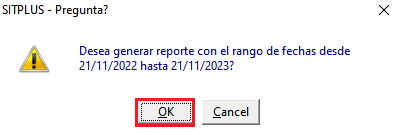 SITPLUS - Pregunta?
Desea generar reporte con el rango de fechas desde
21/11/2022 hasta 21/11/2023?
OK
Cancel